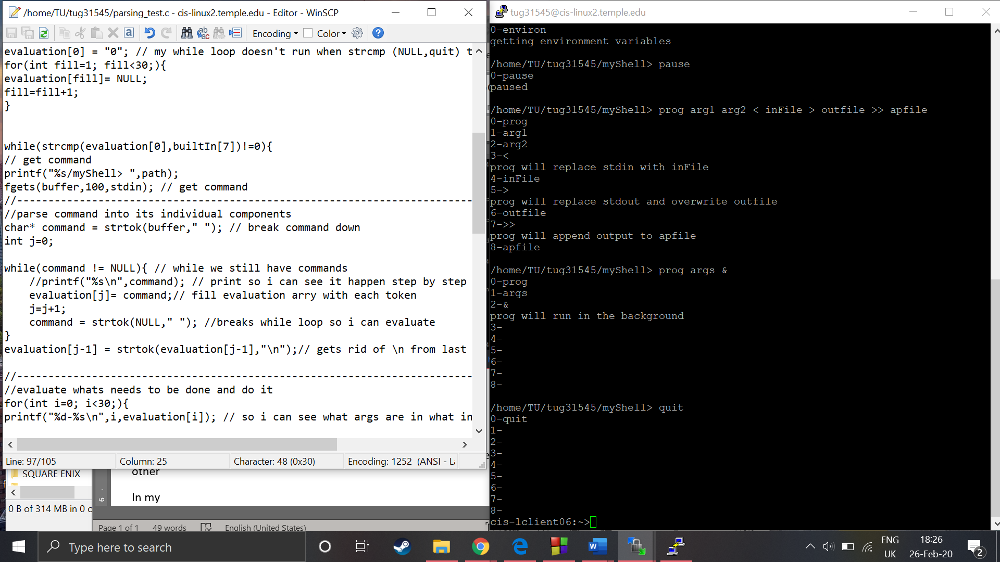 /home/TU/tug31545/parsing_test.c - cis-linux2.temple.edu - Editor - WinSCP
Encoding
Color
evaluation[0] = "0"; // my while loop doesn't run when strcmp (NULL,quit) t
for(int fill=1; fill<30;){
evaluation[fill]= NULL;
fill=fill+1;
}
while(strcmp(evaluation[0],builtIn[7])!=0){
// get command
printf("%s/myShell> ",path);
fgets(buffer,100,stdin); // get command
//-------------------------------------------------------------------------
//parse command into its individual components
char* command = strtok(buffer," "); // break command down
int j=0;
while(command != NULL){ // while we still have commands
    //printf("%s\n",command); // print so i can see it happen step by step
    evaluation[j]= command;// fill evaluation arry with each token
    j=j+1;
    command = strtok(NULL," "); //breaks while loop so i can evaluate
}
evaluation[j-1] = strtok(evaluation[j-1],"\n");// gets rid of \n from last
//-------------------------------------------------------------------------
//evaluate whats needs to be done and do it
for(int i=0; i<30;){
printf("%d-%s\n",i,evaluation[i]); // so i can see what args are in what in
Line: 97/105
Column: 25
Character: 48 (0x30)
Encoding: 1252 (ANSI - L
SQUARE ENIX
0 B of 314 MB in 0 c
6
other
In my
Page 1 of 1
49 words
English (United States)
tug31545@cis-linux2.temple.edu
0-environ
getting environment variables
/home/TU/tug31545/myShell> pause
0-pause
paused
/home/TU/tug31545/myShell> prog arg1 arg2 < inFile > outfile >> apfile
0-prog
1-arg1
2-arg2
3-<
prog will replace stdin with inFile
4-inFile
5->
prog will replace stdout and overwrite outfile
6-outfile
7->>
prog will append output to apfile
8-apfile
/home/TU/tug31545/myShell> prog args &
0-prog
1-args
2-&
prog will run in the background
3-
4-
5-
6-
7-
8-
/home/TU/tug31545/myShell> quit
0-quit
1-
2-
3-
4-
5-
6-
7-
8-
cis-lclient06:~>
Type here to search
ENG
UK
18:26
26-Feb-20
2